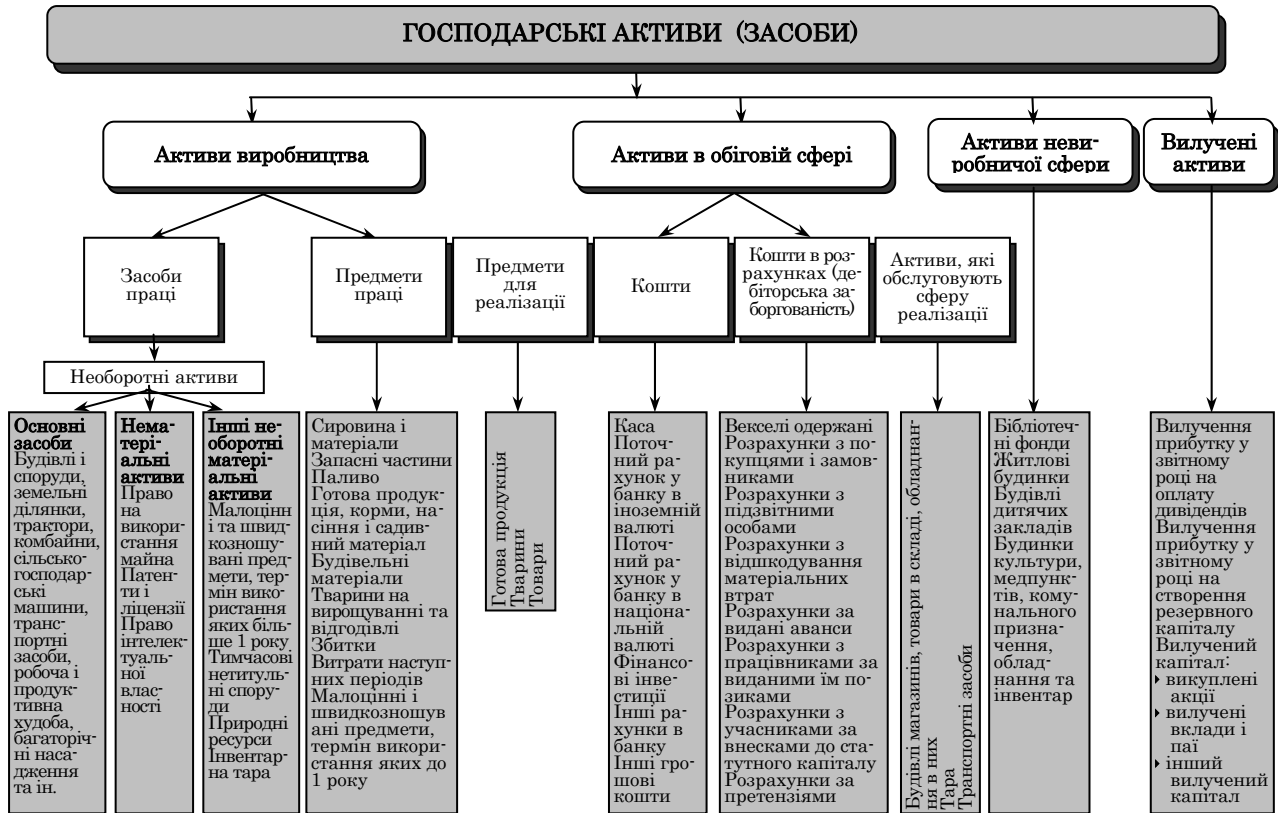 ГОСПОДАРСЬКІ АКТИВИ (ЗАСОБИ)
Активи виробництва
Активи в обіговій сфері
Активи неви-
робничої сфери
Вилучені
активи
Засоби
праці
Предмети
праці
Предмети
для
реалізації
Кошти
Кошти в роз-
рахунках (де-
біторська за-
боргованість)
Активи, які
обслуговують
сферу
реалізації
Необоротні активи
Основні
засоби
Будівлі і
споруди,
земельні
ділянки,
трактори,
комбайни,
сільсько-
господар-
ські
машини,
транс-
портні
засоби,
робоча і
продук-
тивна
худоба,
багаторіч-
ні наса-
дження
та ін.
Нема-
тері-
альні
активи
Право
на
викори-
стання
майна
Патен-
ти і
ліцензії
Право
інтелек-
туаль-
ної
влас-
ності
Інші не-
оборотні
матері-
альні
активи
Малоцінн
і та швид-
козношу-
вані пред-
мети, тер-
мін вико-
ристання
яких біль-
ше 1 року
Тимчасові
нетитуль-
ні спору-
ди
Природні
ресурси
Інвентар-
на тара
Сировина і
матеріали
Запасні частини
Паливо
Готова продук-
ція, корми, на-
сіння і садив-
ний матеріал
Будівельні
матеріали
Тварини на
вирощуванні та
відгодівлі
Збитки
Витрати наступ-
них періодів
Малоцінні і
швидкозношув
ані предмети,
термін викори-
стання яких до
1 року
Готова продукція
Тварини
Товари
Каса
Поточ-
ний ра-
хунок у
банку в
іноземній
валюті
Поточ-
ний ра-
хунок у
банку в
націона-
льній
валюті
Фінансо-
ві інве-
стиції
Інші ра-
хунки в
банку
Інші гро-
шові
кошти
Векселі одержані
Розрахунки з по-
купцями і замов-
никами
Розрахунки з
підзвітними
особами
Розрахунки з
відшкодування
матеріальних
втрат
Розрахунки за
видані аванси
Розрахунки з
працівниками за
виданими їм по-
зиками
Розрахунки з
учасниками за
внесками до ста-
тутного капіталу
Розрахунки за
претензіями
Будівлі магазинів, товари в складі, обладнан-
ня в них
Тара
Транспортні засоби
Бібліотеч-
ні фонди
Житлові
будинки
Будівлі
дитячих
закладів
Будинки
культури,
медпунк-
тів, кому-
нального
призна-
чення,
облад-
нання та
інвентар
Вилучення
прибутку у
звітному
році на
оплату
дивідендів
Вилучення
прибутку у
звітному
році на
створення
резервного
капіталу
Вилучений
капітал:
викуплені
акції
вилучені
вклади і
паї
інший
вилучений
капітал